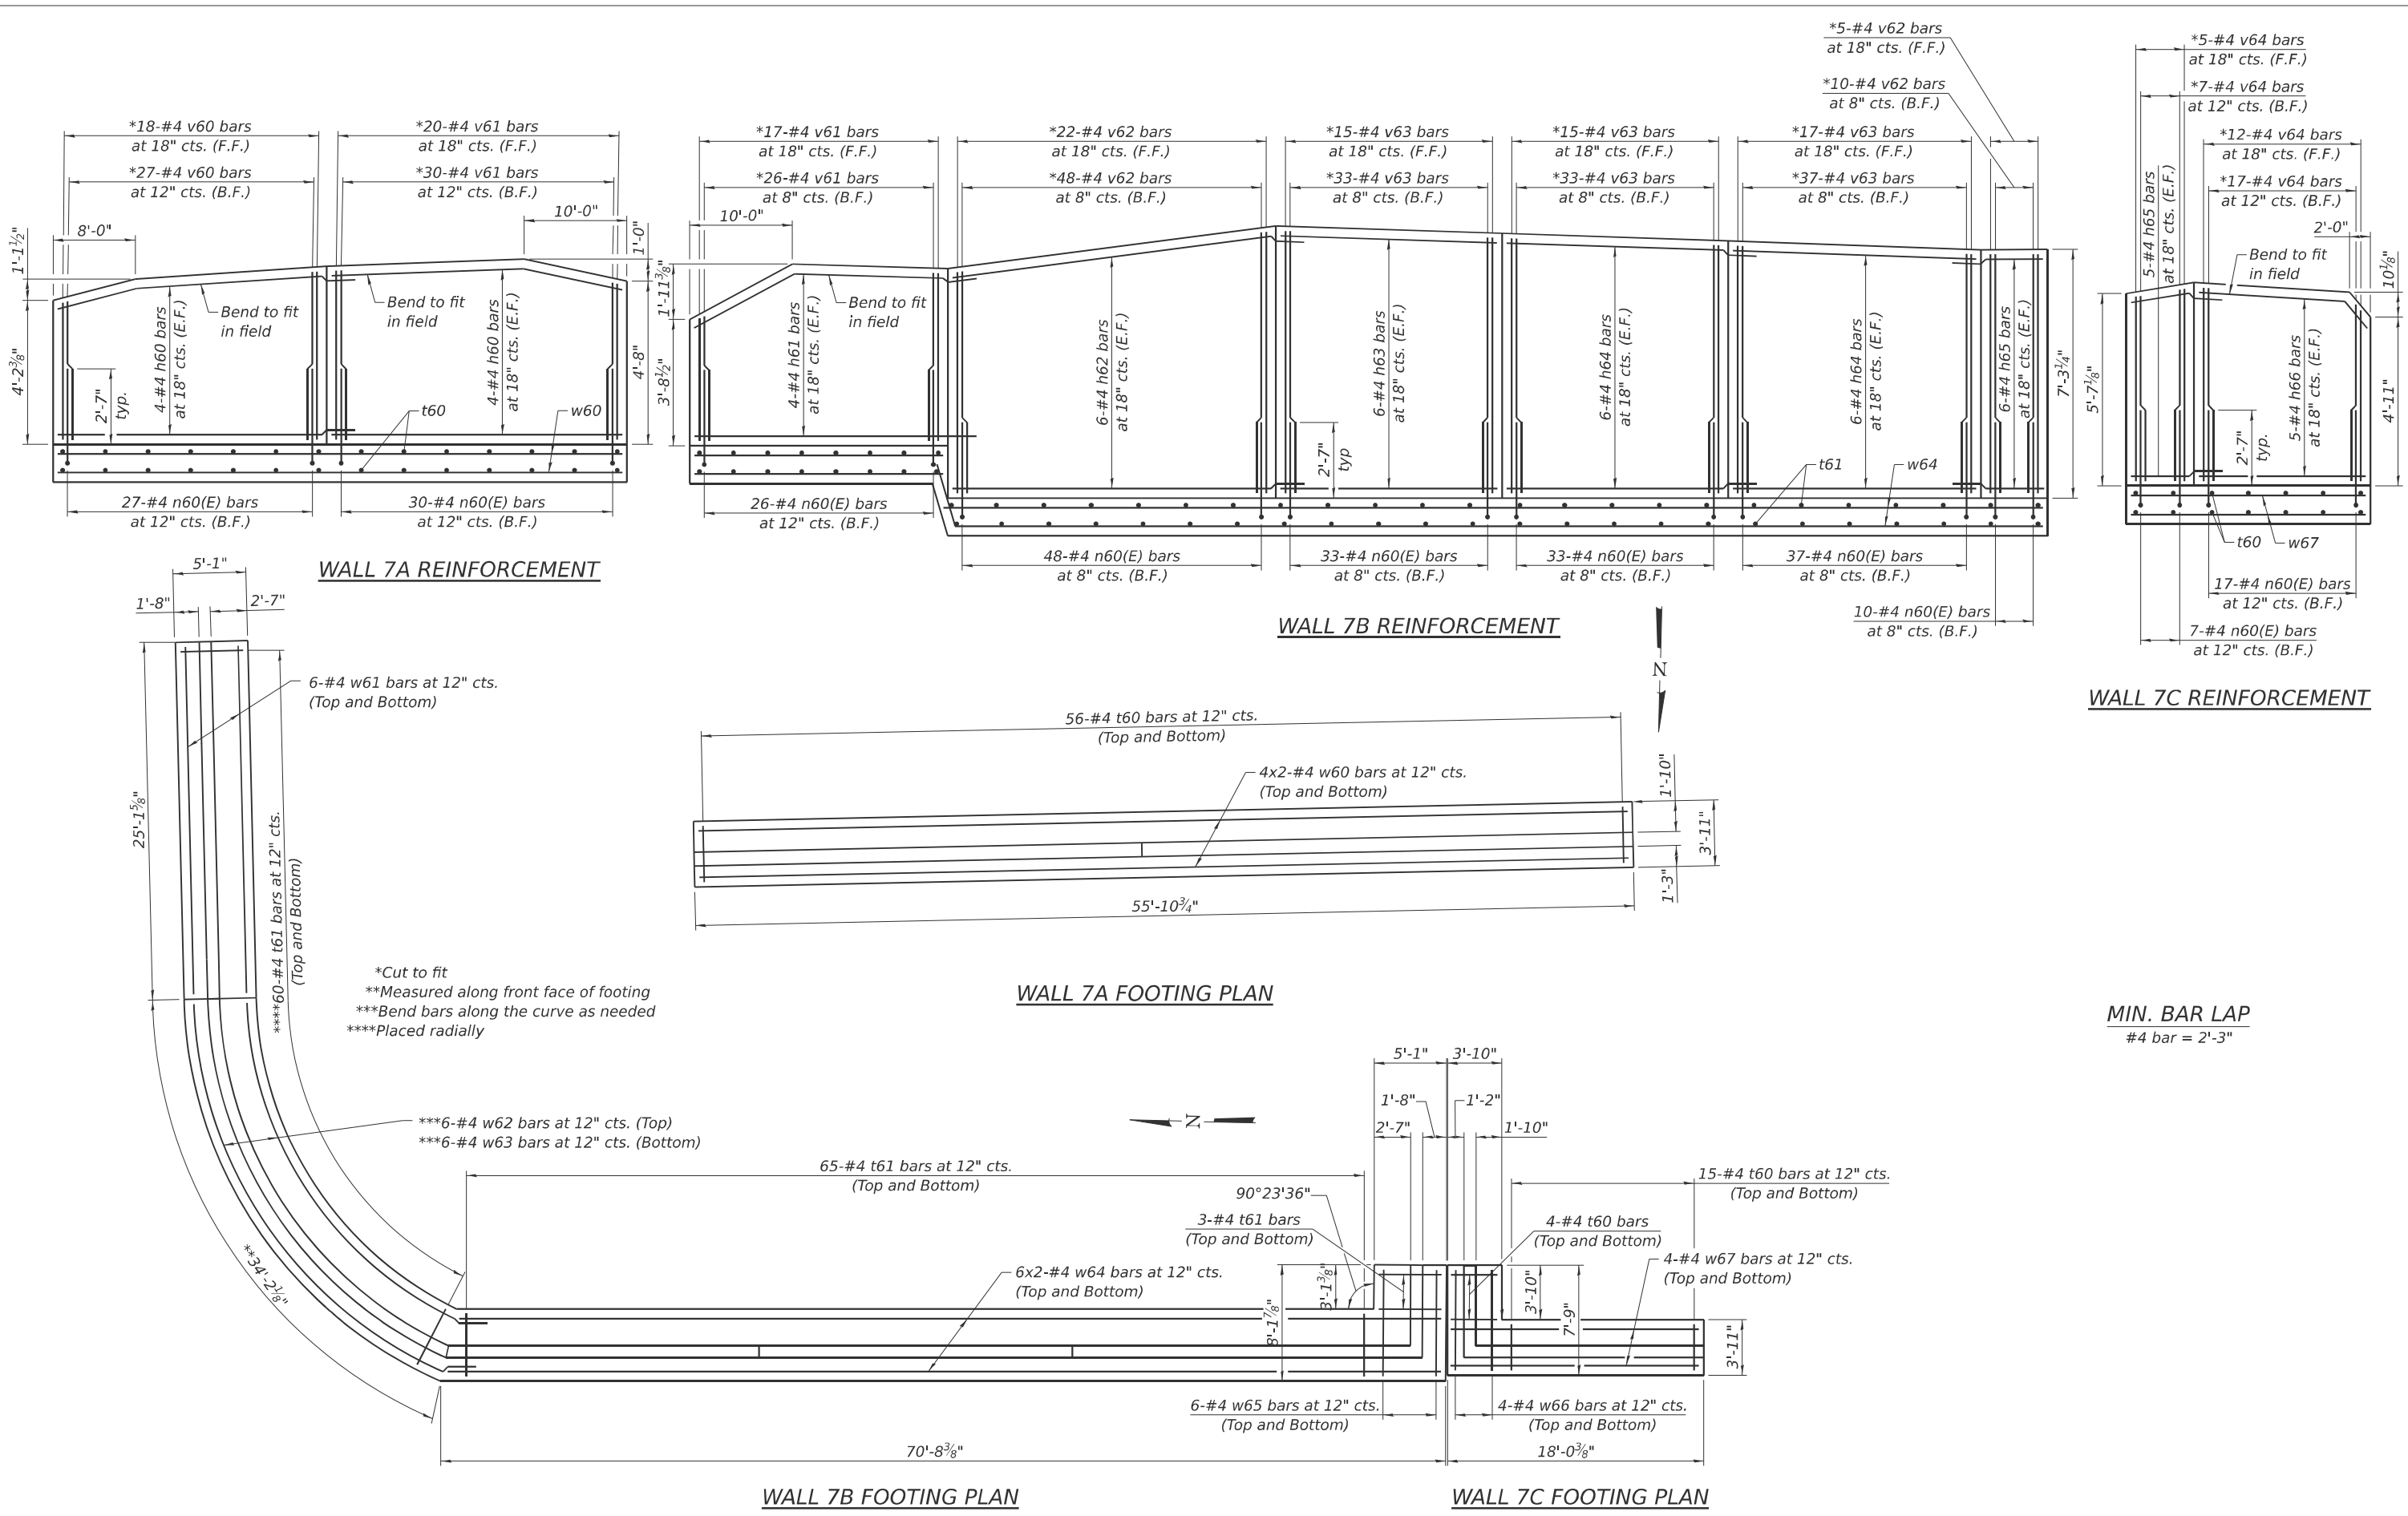 *18-#4 v60 bars
at 18" cts. (F.F.)
*27-#4 v60 bars
at 12" cts. (B.F.)
*20-#4 v61 bars
at 18" cts. (F.F.)
*30-#4 v61 bars
at 12" cts. (B.F.)
8'-0"
10'-0"
1'-1½"
4'-2⅜"
1'-0"
4'-8"
Bend to fit
in field
Bend to fit
in field
4-#4 h60 bars
at 18" cts. (E.F.)
4-#4 h60 bars
at 18" cts. (E.F.)
2'-7"
typ.
t60
w60
27-#4 n60(E) bars
at 12" cts. (B.F.)
30-#4 n60(E) bars
at 12" cts. (B.F.)
WALL 7A REINFORCEMENT
*17-#4 v61 bars
at 18" cts. (F.F.)
*26-#4 v61 bars
at 8" cts. (B.F.)
*22-#4 v62 bars
at 18" cts. (F.F.)
*48-#4 v62 bars
at 8" cts. (B.F.)
*15-#4 v63 bars
at 18" cts. (F.F.)
*33-#4 v63 bars
at 8" cts. (B.F.)
*15-#4 v63 bars
at 18" cts. (F.F.)
*33-#4 v63 bars
at 8" cts. (B.F.)
*17-#4 v63 bars
at 18" cts. (F.F.)
*37-#4 v63 bars
at 8" cts. (B.F.)
*5-#4 v62 bars
at 18" cts. (F.F.)
*10-#4 v62 bars
at 8" cts. (B.F.)
10'-0"
1'-11⅜"
3'-8½"
Bend to fit
in field
4-#4 h61 bars
at 18" cts. (E.F.)
6-#4 h62 bars
at 18" cts. (E.F.)
6-#4 h63 bars
at 18" cts. (E.F.)
6-#4 h64 bars
at 18" cts. (E.F.)
6-#4 h64 bars
at 18" cts. (E.F.)
6-#4 h65 bars
at 18" cts. (E.F.)
2'-7"
typ
t61
w64
7'-3¼"
26-#4 n60(E) bars
at 12" cts. (B.F.)
48-#4 n60(E) bars
at 8" cts. (B.F.)
33-#4 n60(E) bars
at 8" cts. (B.F.)
33-#4 n60(E) bars
at 8" cts. (B.F.)
37-#4 n60(E) bars
at 8" cts. (B.F.)
10-#4 n60(E) bars
at 8" cts. (B.F.)
WALL 7B REINFORCEMENT
*5-#4 v64 bars
at 18" cts. (F.F.)
*7-#4 v64 bars
at 12" cts. (B.F.)
*12-#4 v64 bars
at 18" cts. (F.F.)
*17-#4 v64 bars
at 12" cts. (B.F.)
2'-0"
5-#4 h65 bars
at 18" cts. (E.F.)
Bend to fit
in field
10⅛"
5'-7⅛"
4'-11"
5-#4 h66 bars
at 18" cts. (E.F.)
2'-7"
typ.
t60
w67
17-#4 n60(E) bars
at 12" cts. (B.F.)
7-#4 n60(E) bars
at 12" cts. (B.F.)
WALL 7C REINFORCEMENT
N
56-#4 t60 bars at 12" cts.
(Top and Bottom)
4x2-#4 w60 bars at 12" cts.
(Top and Bottom)
1'-10"
3'-11"
1'-3"
55'-10¾"
WALL 7A FOOTING PLAN
MIN. BAR LAP
#4 bar = 2'-3"
5'-1"
1'-8"
2'-7"
6-#4 w61 bars at 12" cts.
(Top and Bottom)
25'-1⅝"
****60-#4 t61 bars at 12" cts.
(Top and Bottom)
*Cut to fit
**Measured along front face of footing
***Bend bars along the curve as needed
****Placed radially
***6-#4 w62 bars at 12" cts. (Top)
***6-#4 w63 bars at 12" cts. (Bottom)
**34'-2⅛"
N
65-#4 t61 bars at 12" cts.
(Top and Bottom)
6x2-#4 w64 bars at 12" cts.
(Top and Bottom)
90°23'36"
3-#4 t61 bars
(Top and Bottom)
5'-1"
1'-8"
2'-7"
3'-1⅜"
8'-1⅞"
6-#4 w65 bars at 12" cts.
(Top and Bottom)
70'-8⅜"
WALL 7B FOOTING PLAN
3'-10"
1'-2"
1'-10"
15-#4 t60 bars at 12" cts.
(Top and Bottom)
4-#4 t60 bars
(Top and Bottom)
4-#4 w67 bars at 12" cts.
(Top and Bottom)
3'-10"
7'-9"
3'-11"
4-#4 w66 bars at 12" cts.
(Top and Bottom)
18'-0⅜"
WALL 7C FOOTING PLAN